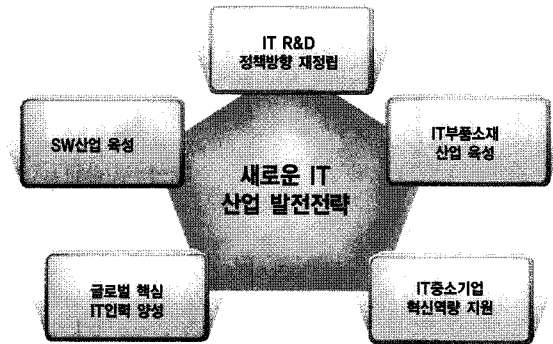 IT R&D
정책방향 재정립
SW산업 육성
IT부품소재
산업 육성
새로운 IT
산업 발전전략
글로벌 핵심
IT인력 양성
IT중소기업
혁신역량 지원